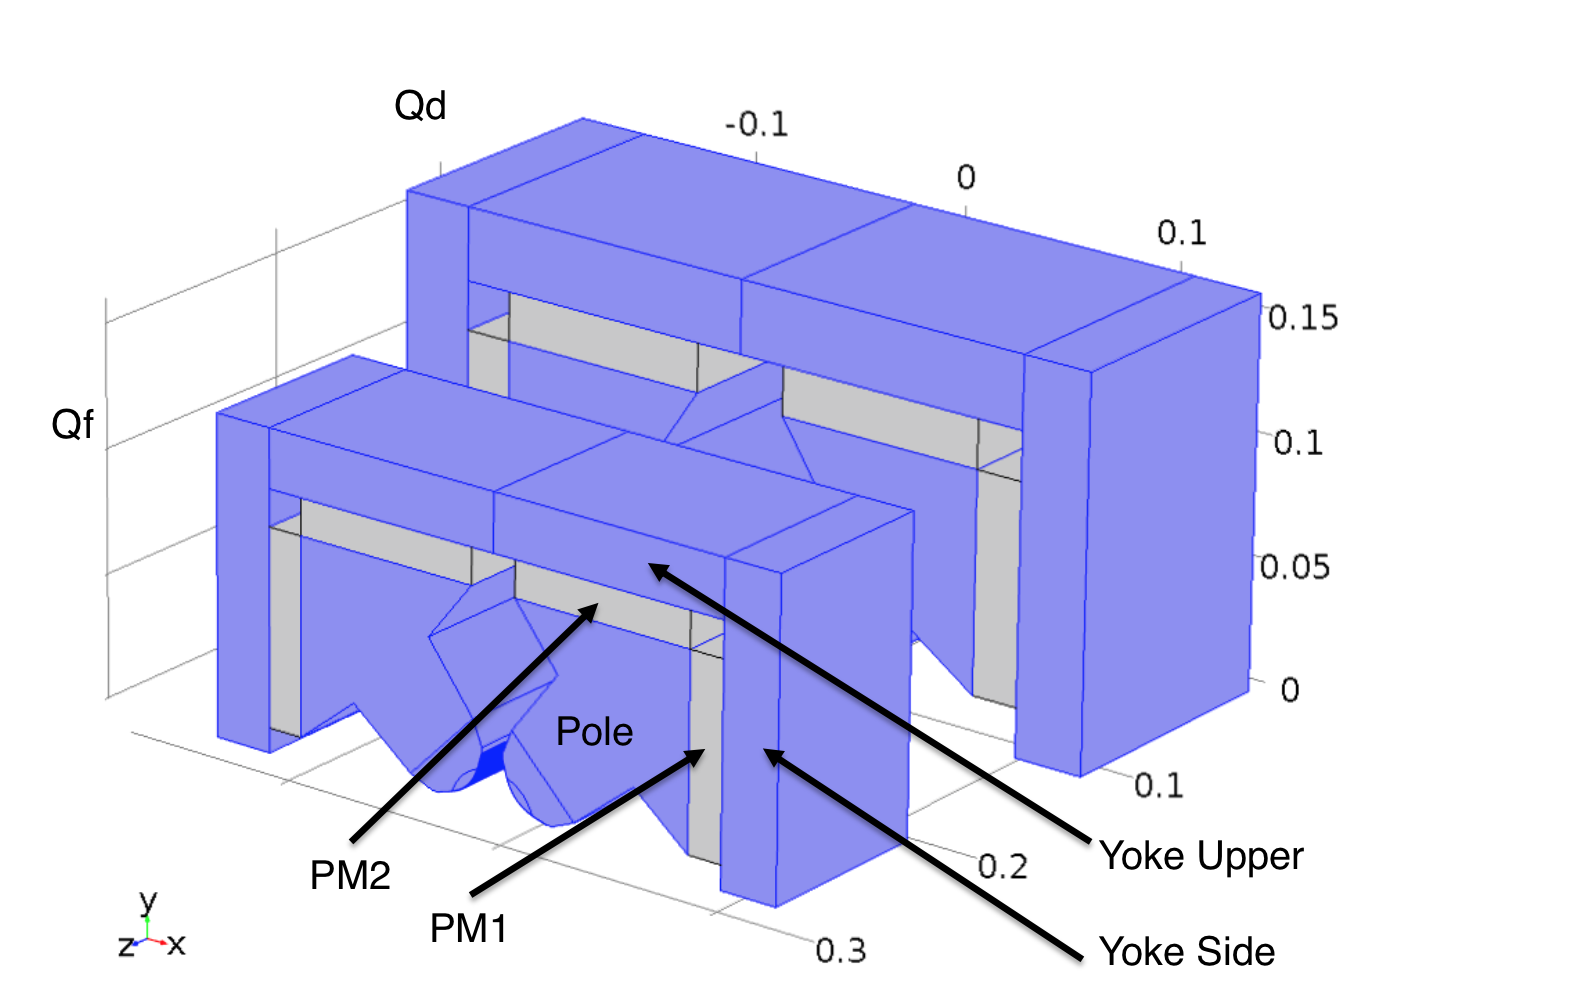 Qd
-0.1
0
0.1
0.15
Qf
0.1
0.05
0
Pole
0.1
PM2
Yoke Upper
0.2
PM1
y
z x
0.3
Yoke Side